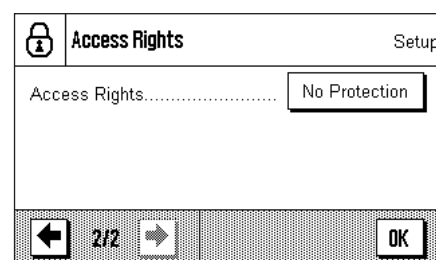 Access Rights Setup
Access Rights........................ No Protection
2/2 OK